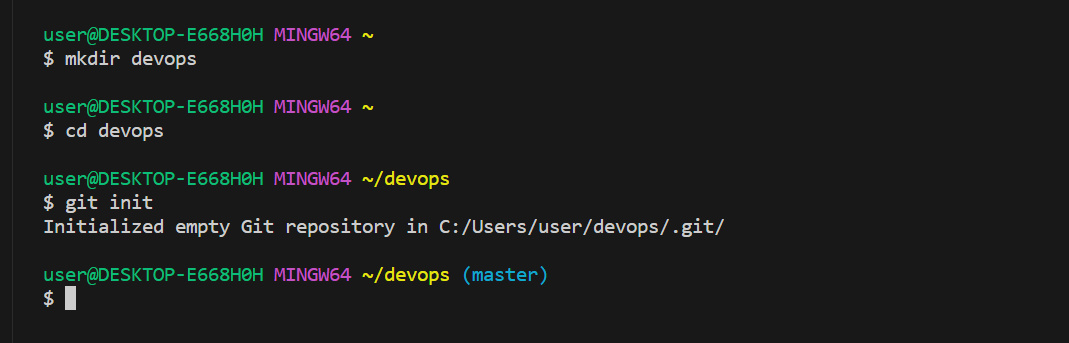 user@DESKTOP-E668H0H MINGW64 ~
$ mkdir devops
user@DESKTOP-E668H0H MINGW64 ~
$ cd devops
user@DESKTOP-E668H0H MINGW64 ~/devops
$ git init
Initialized empty Git repository in C:/Users/user/devops/.git/
user@DESKTOP-E668H0H MINGW64 ~/devops (master)
$